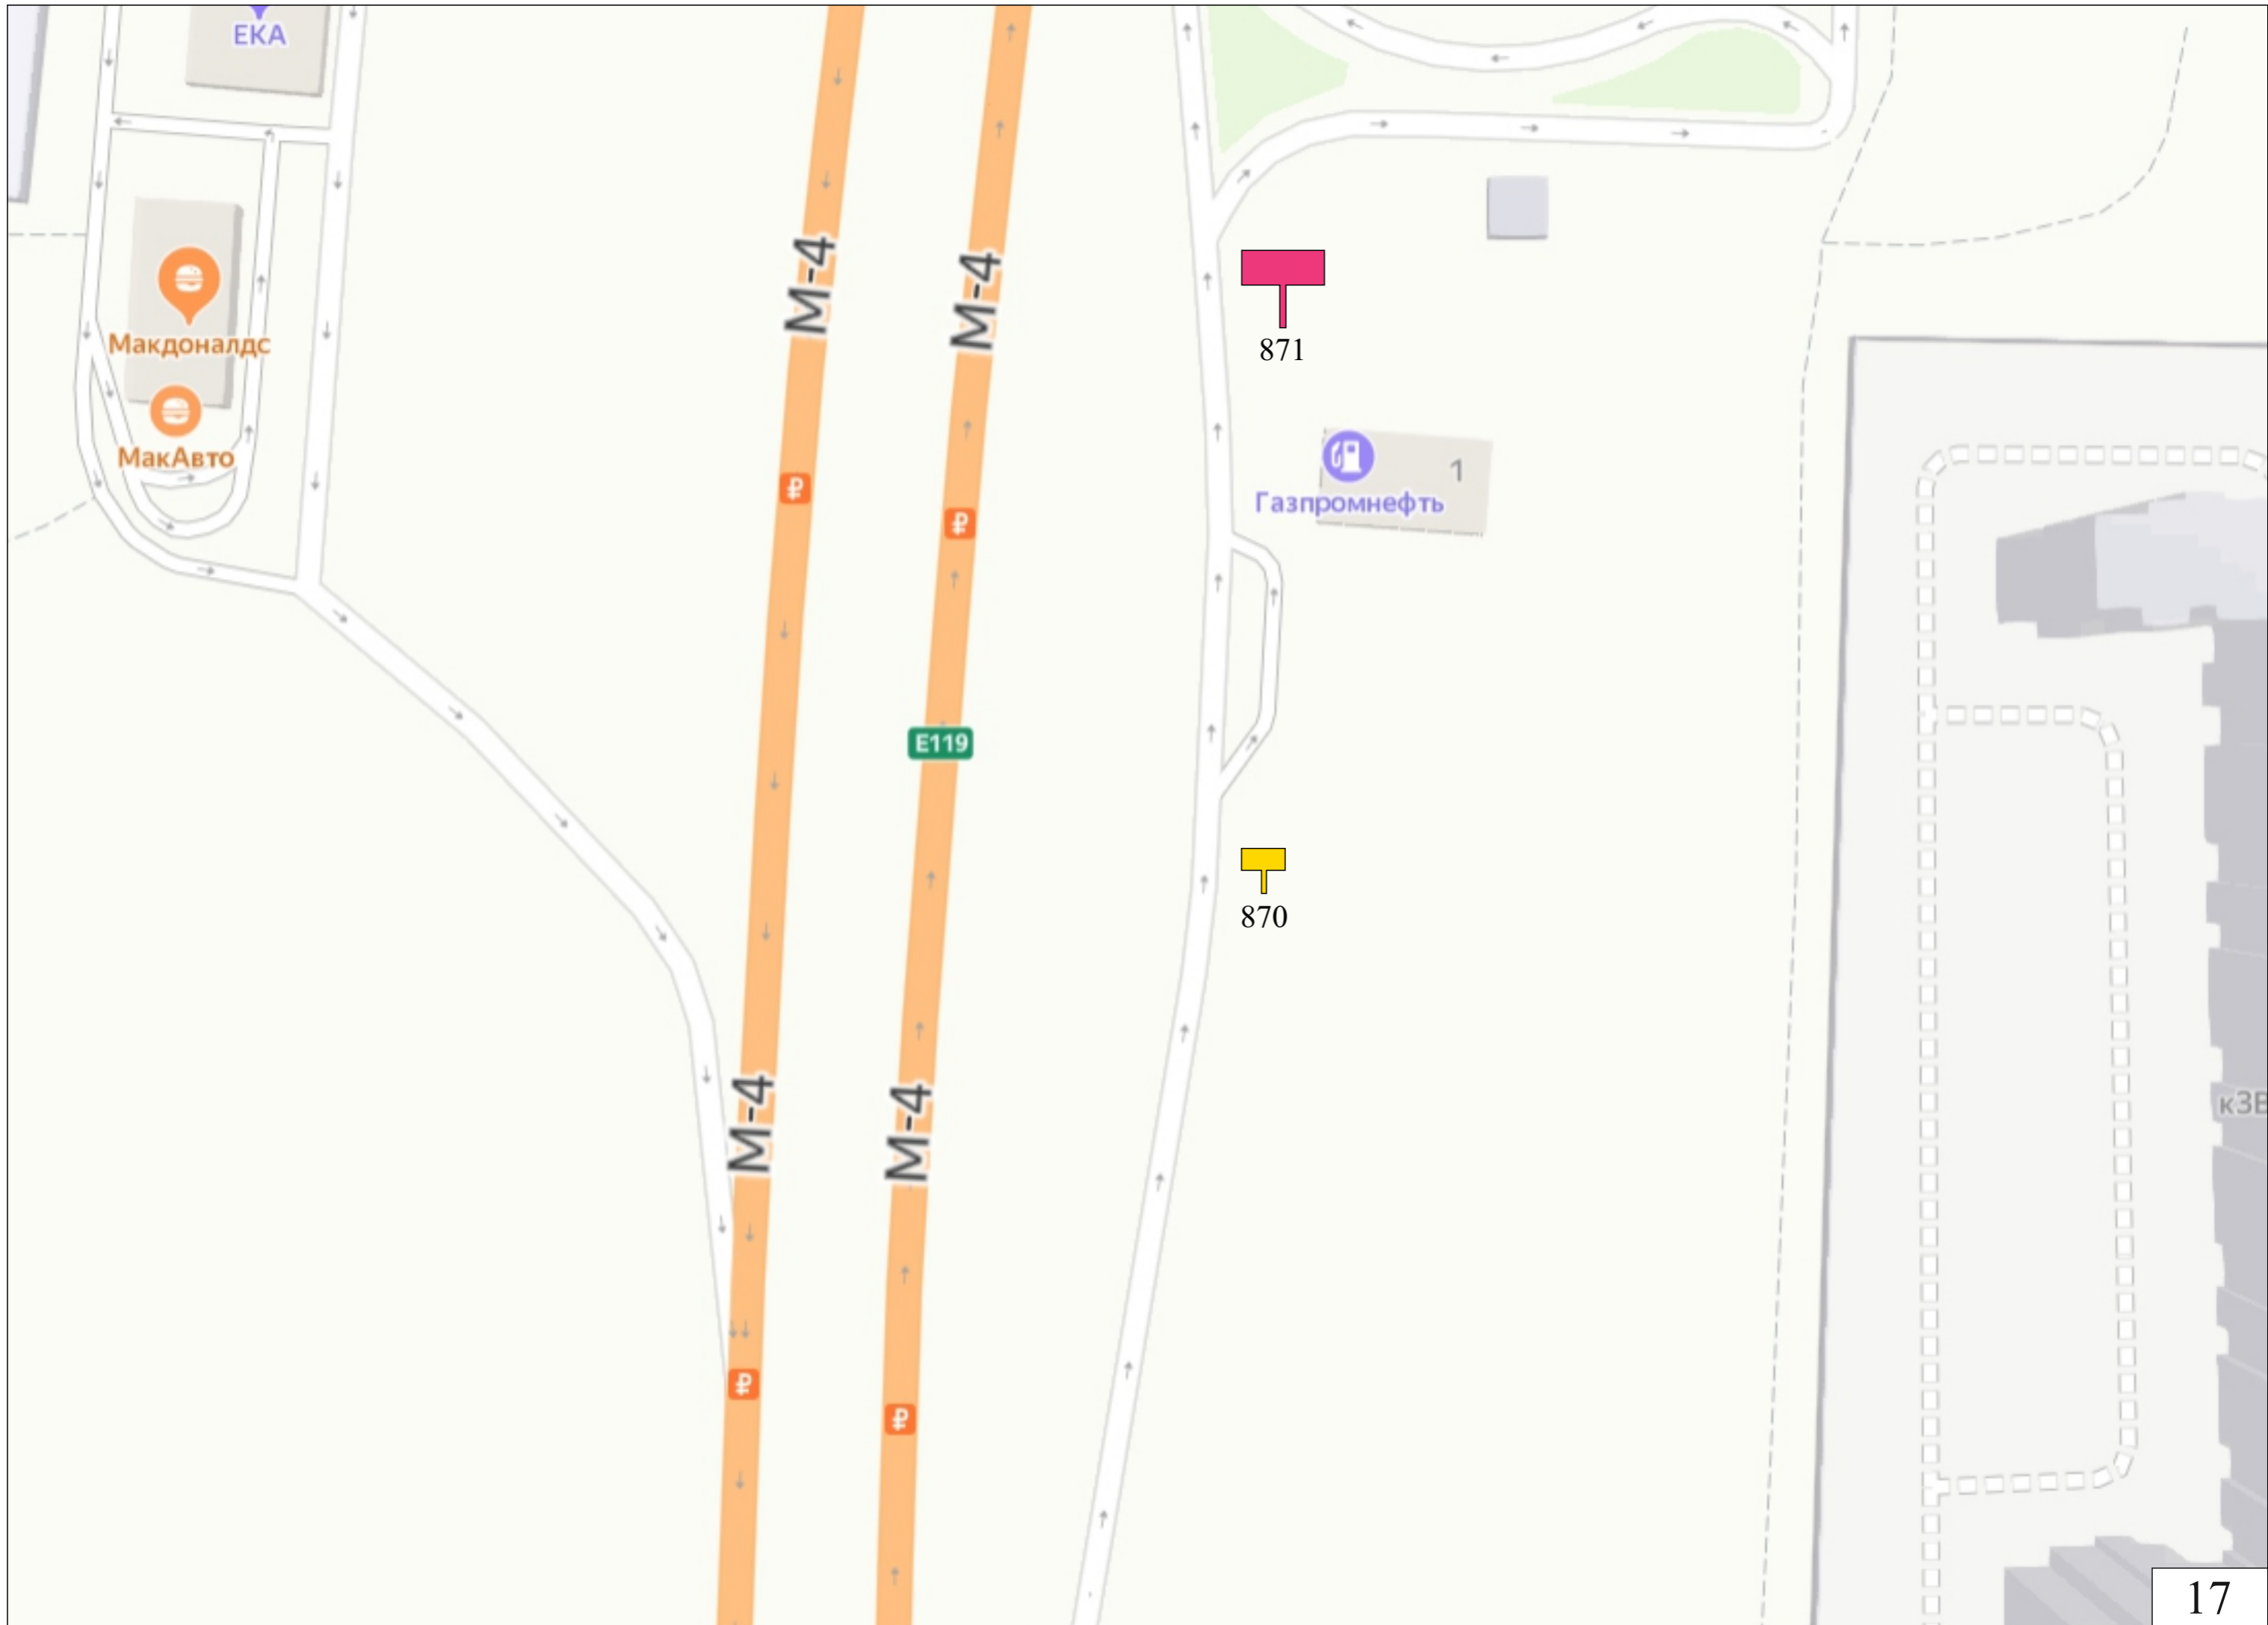 ЕКА
М-4
М-4
Макдоналдс
871
МакАвто
1
₽
Газпромнефть
₽
E119
870
М-4
М-4
к3В
₽
₽
17